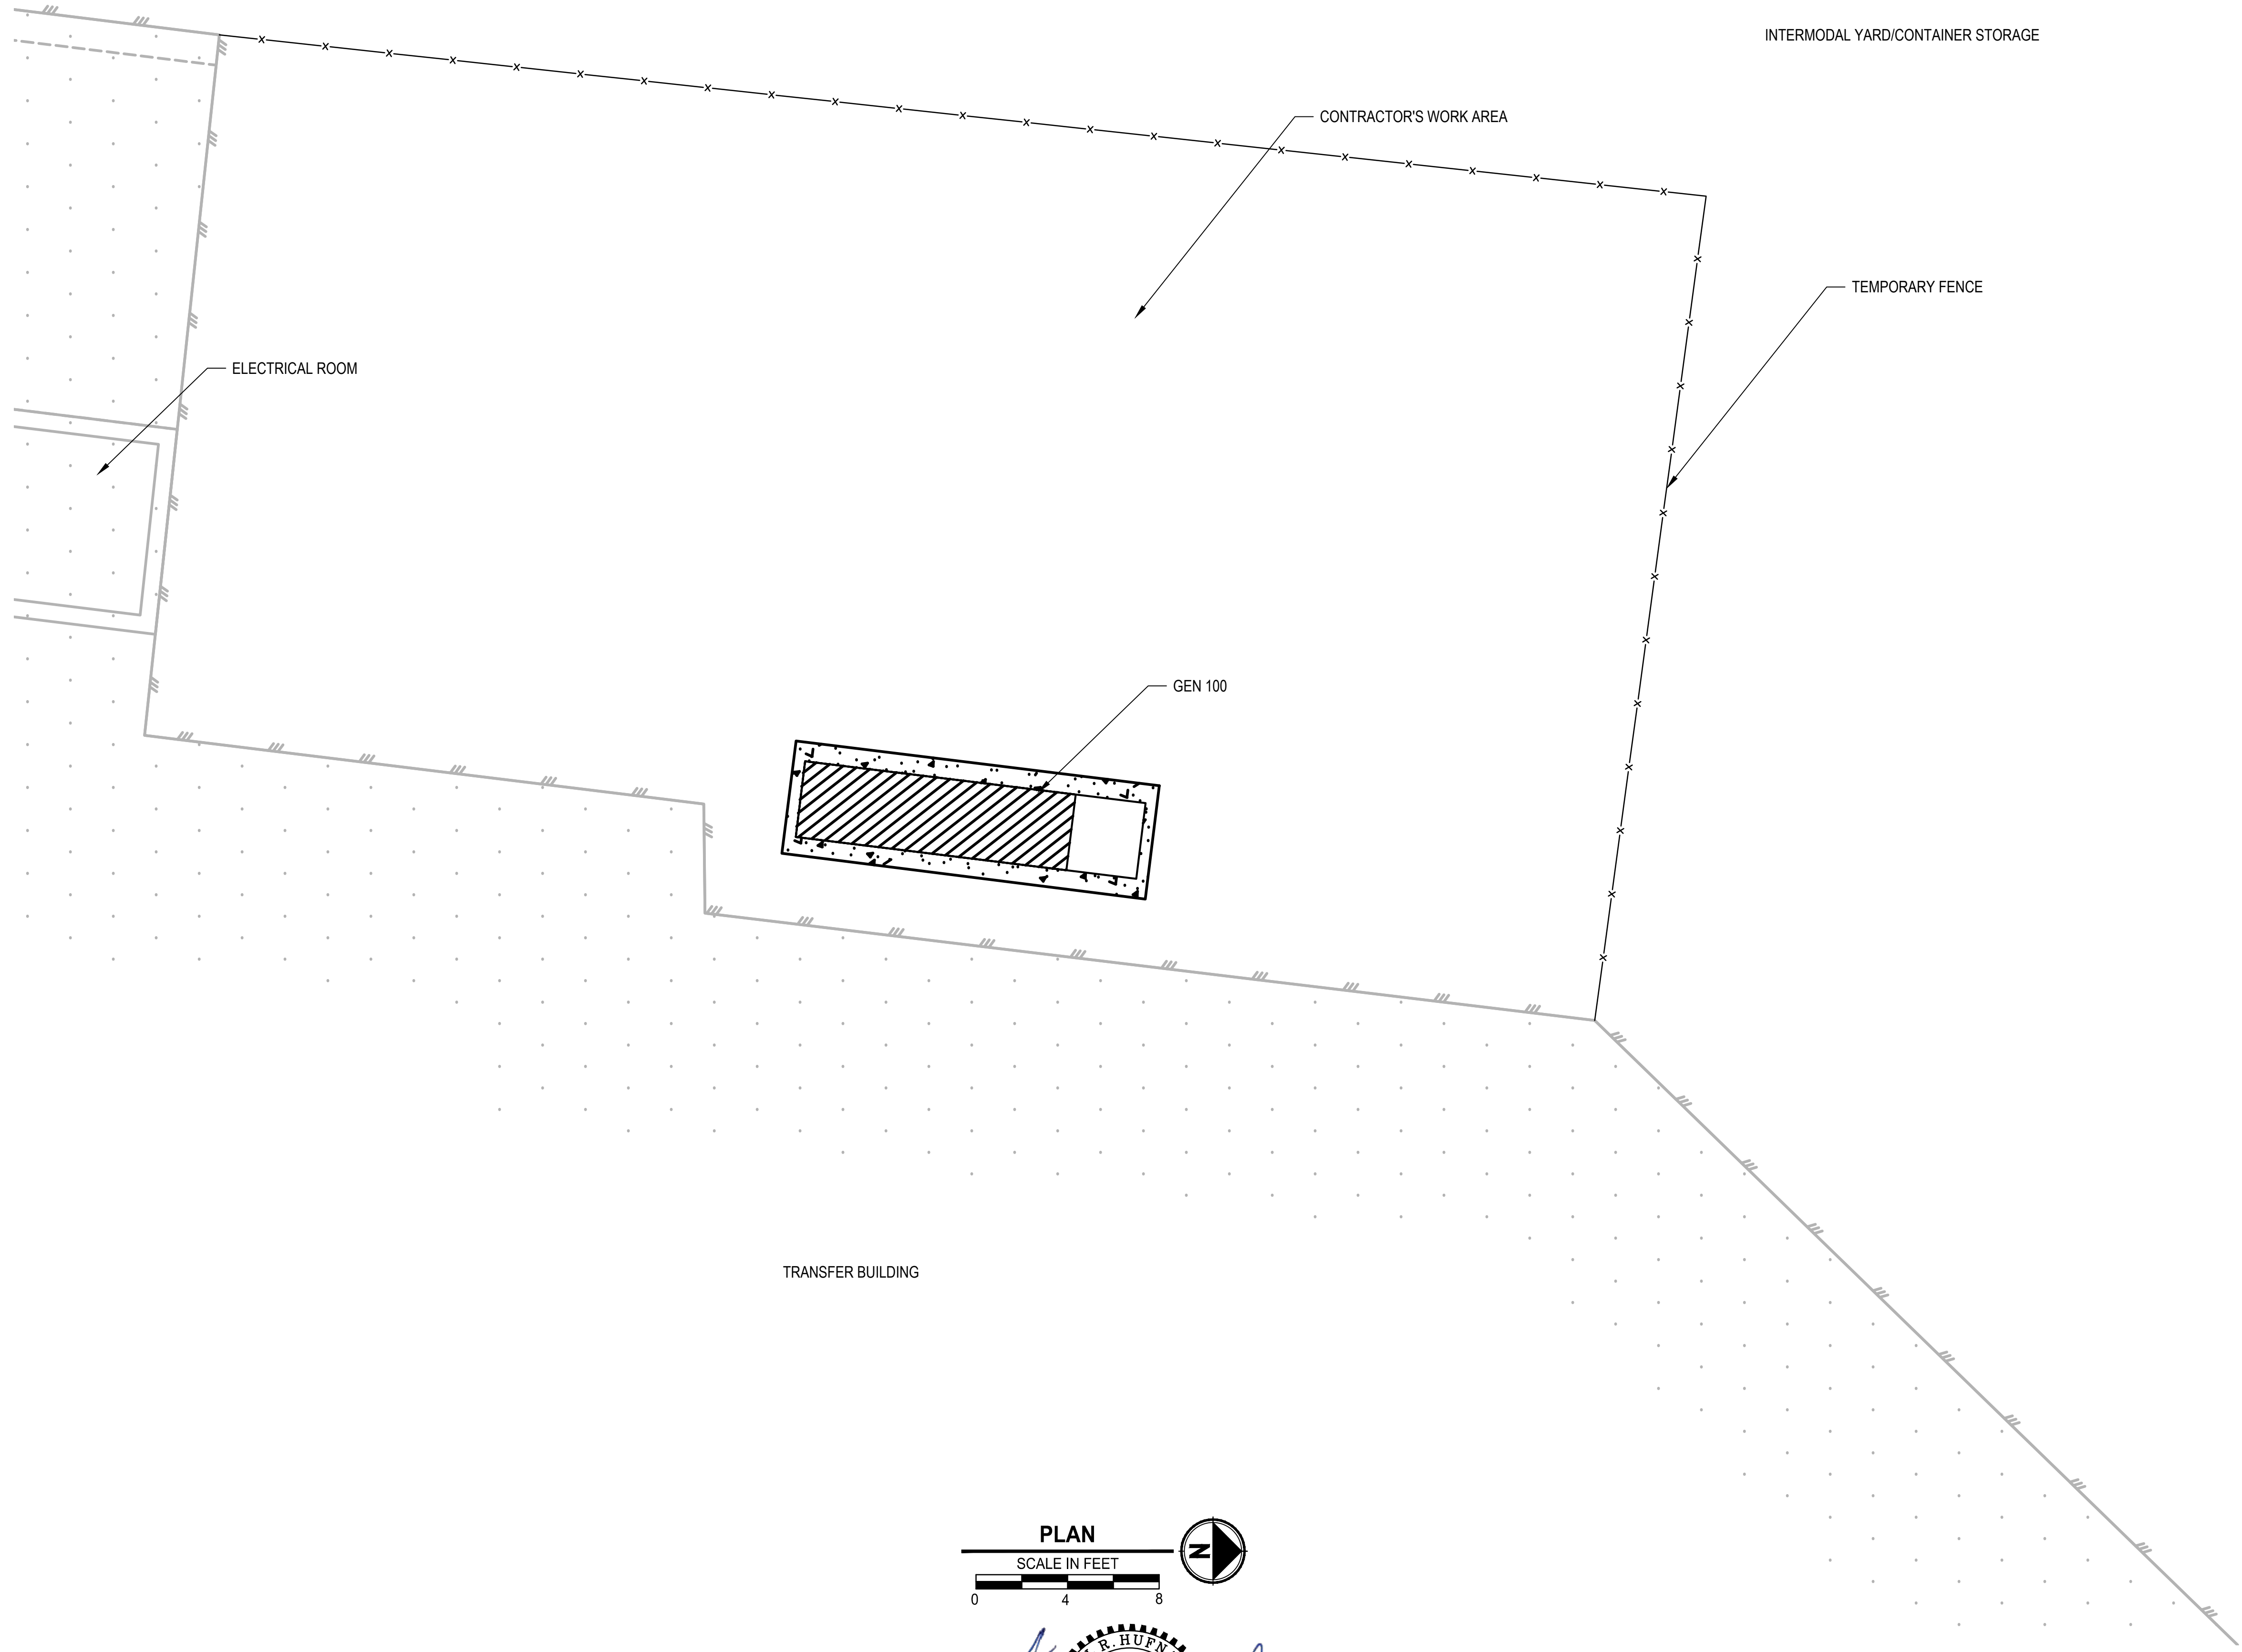 INTERMODAL YARD/CONTAINER STORAGE
CONTRACTOR'S WORK AREA
TEMPORARY FENCE
ELECTRICAL ROOM
GEN 100
TRANSFER BUILDING
PLAN
SCALE IN FEET
N
0 4 8
R. HUFN